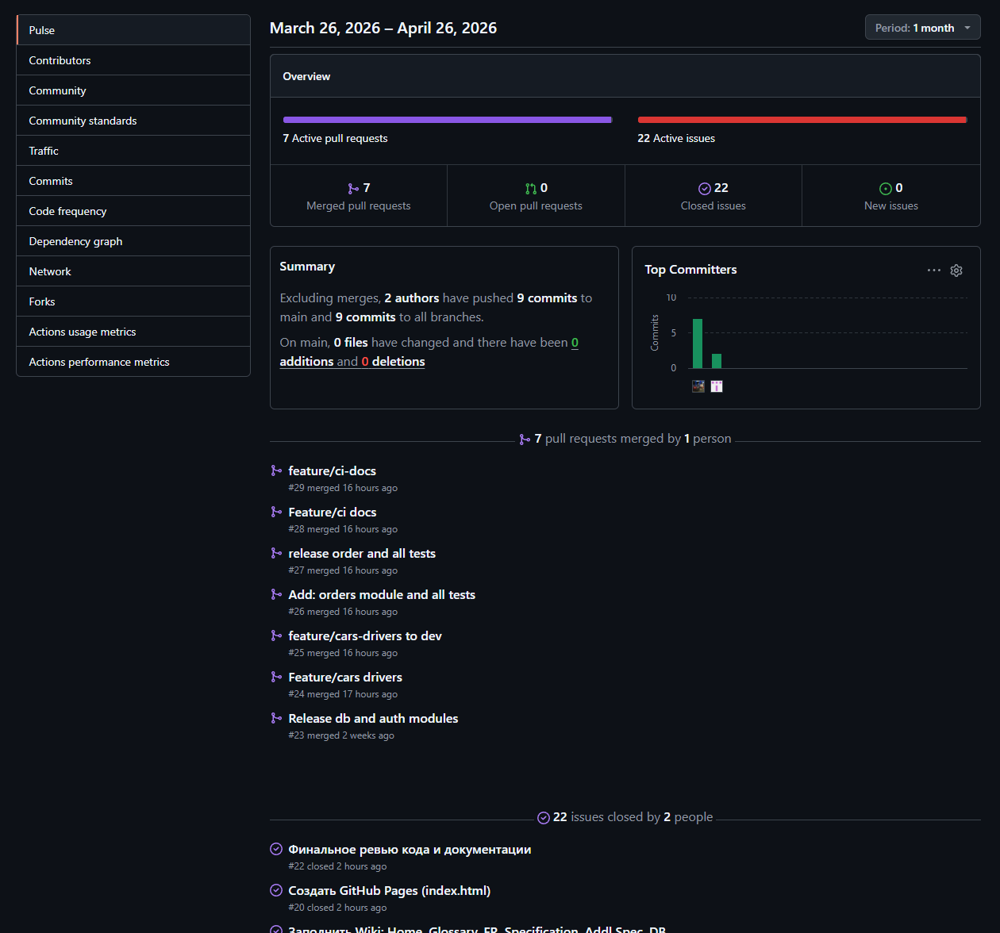 Pulse
Contributors
Community
Community standards
Traffic
Commits
Code frequency
Dependency graph
Network
Forks
Actions usage metrics
Actions performance metrics
March 26, 2026 – April 26, 2026
Period: 1 month
Overview
7 Active pull requests
22 Active issues
7
Merged pull requests
0
Open pull requests
22
Closed issues
0
New issues
Summary
Excluding merges, 2 authors have pushed 9 commits to
main and 9 commits to all branches.
On main, 0 files have changed and there have been 0
additions and 0 deletions
Top Committers
10
5
0
Commits
7 pull requests merged by 1 person
feature/ci-docs
#29 merged 16 hours ago
Feature/ci docs
#28 merged 16 hours ago
release order and all tests
#27 merged 16 hours ago
Add: orders module and all tests
#26 merged 16 hours ago
feature/cars-drivers to dev
#25 merged 16 hours ago
Feature/cars drivers
#24 merged 17 hours ago
Release db and auth modules
#23 merged 2 weeks ago
22 issues closed by 2 people
Финальное ревью кода и документации
#22 closed 2 hours ago
Создать GitHub Pages (index.html)
#20 closed 2 hours ago
Заполнить Wiki: Home, Glossary, FR, Specification, Addl Spec, DB